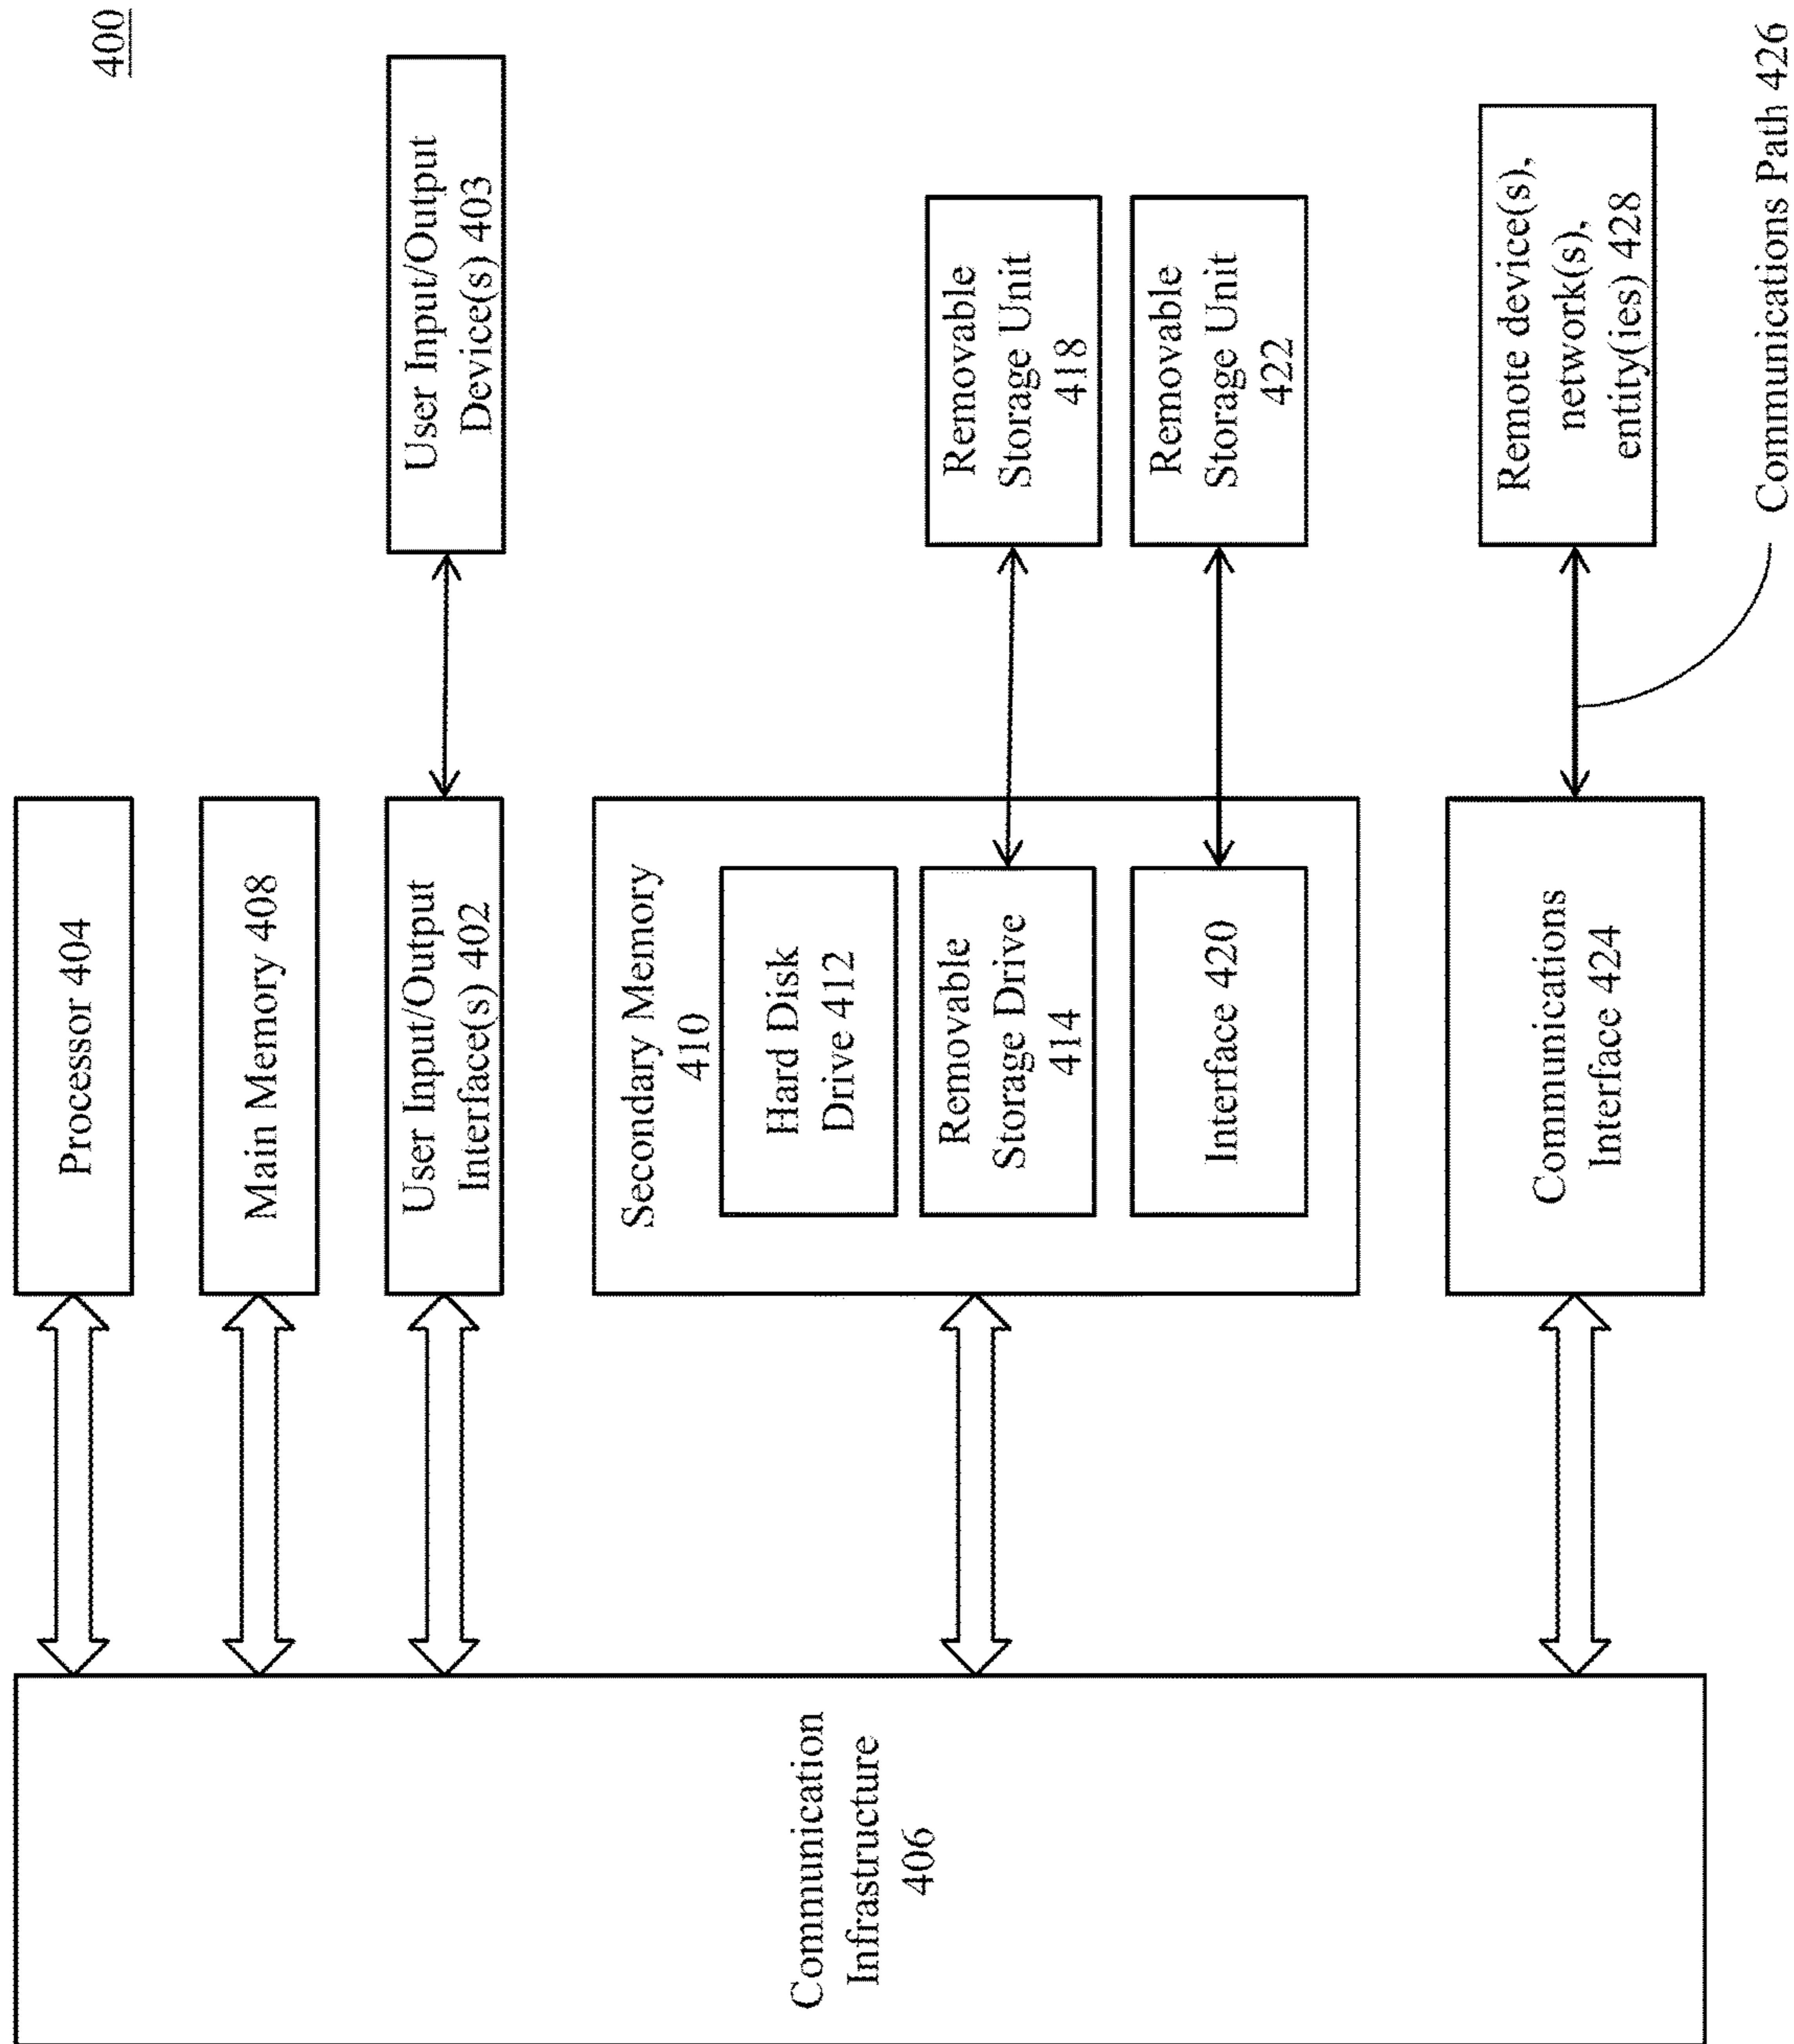 400
Processor 404
Main Memory 408
User Input/Output
Interface(s) 402
User Input/Output
Device(s) 403
Secondary Memory
410
Hard Disk
Drive 412
Removable
Storage Drive
414
Removable
Storage Unit
418
Interface 420
Removable
Storage Unit
422
Communications
Interface 424
Remote device(s),
network(s),
entity(ies) 428
Communications Path 426
Communication
Infrastructure
406